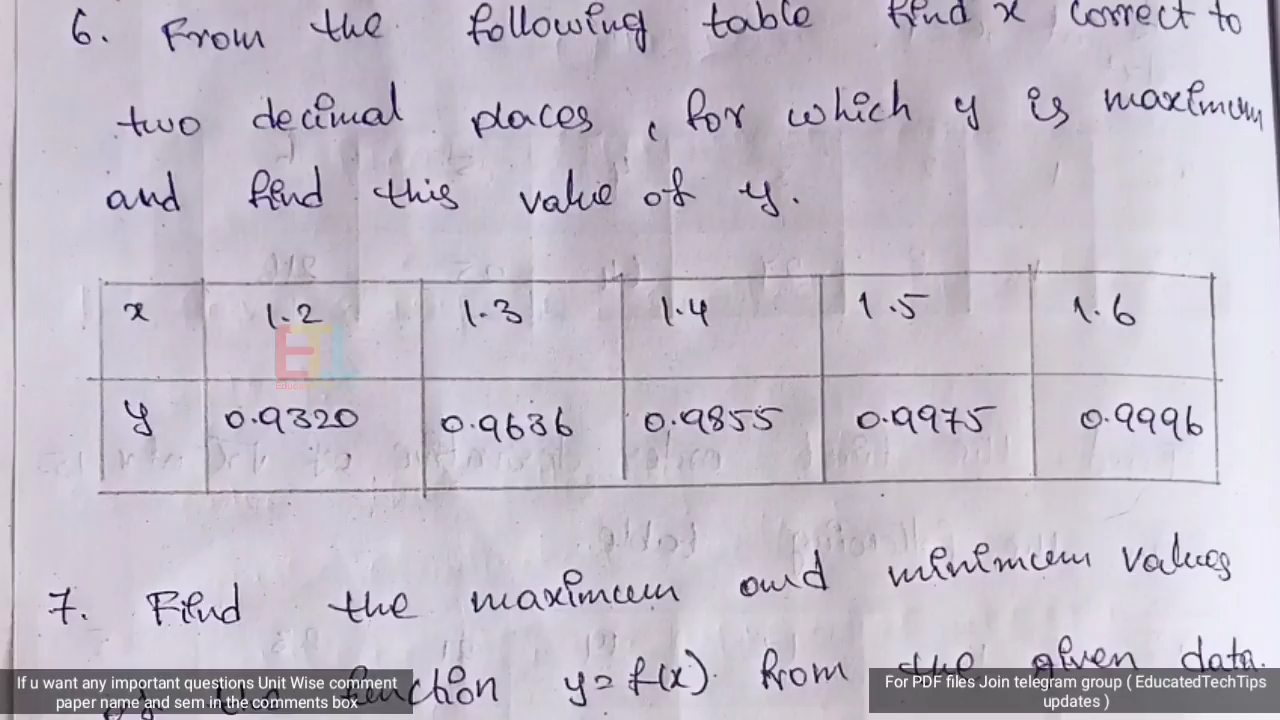 6. From the following table find x correct to
two decimal places, for which y is maximum
and find this value of y.
x 1.2 1.3 1.4 1.5 1.6
y 0.9320 0.9636 0.9855 0.9975 0.9996
7. Find the maximum and minimum values
of the function y = f(x) from the given data.
If u want any important questions Unit Wise comment
paper name and sem in the comments box
For PDF files Join telegram group ( EducatedTechTips
updates )